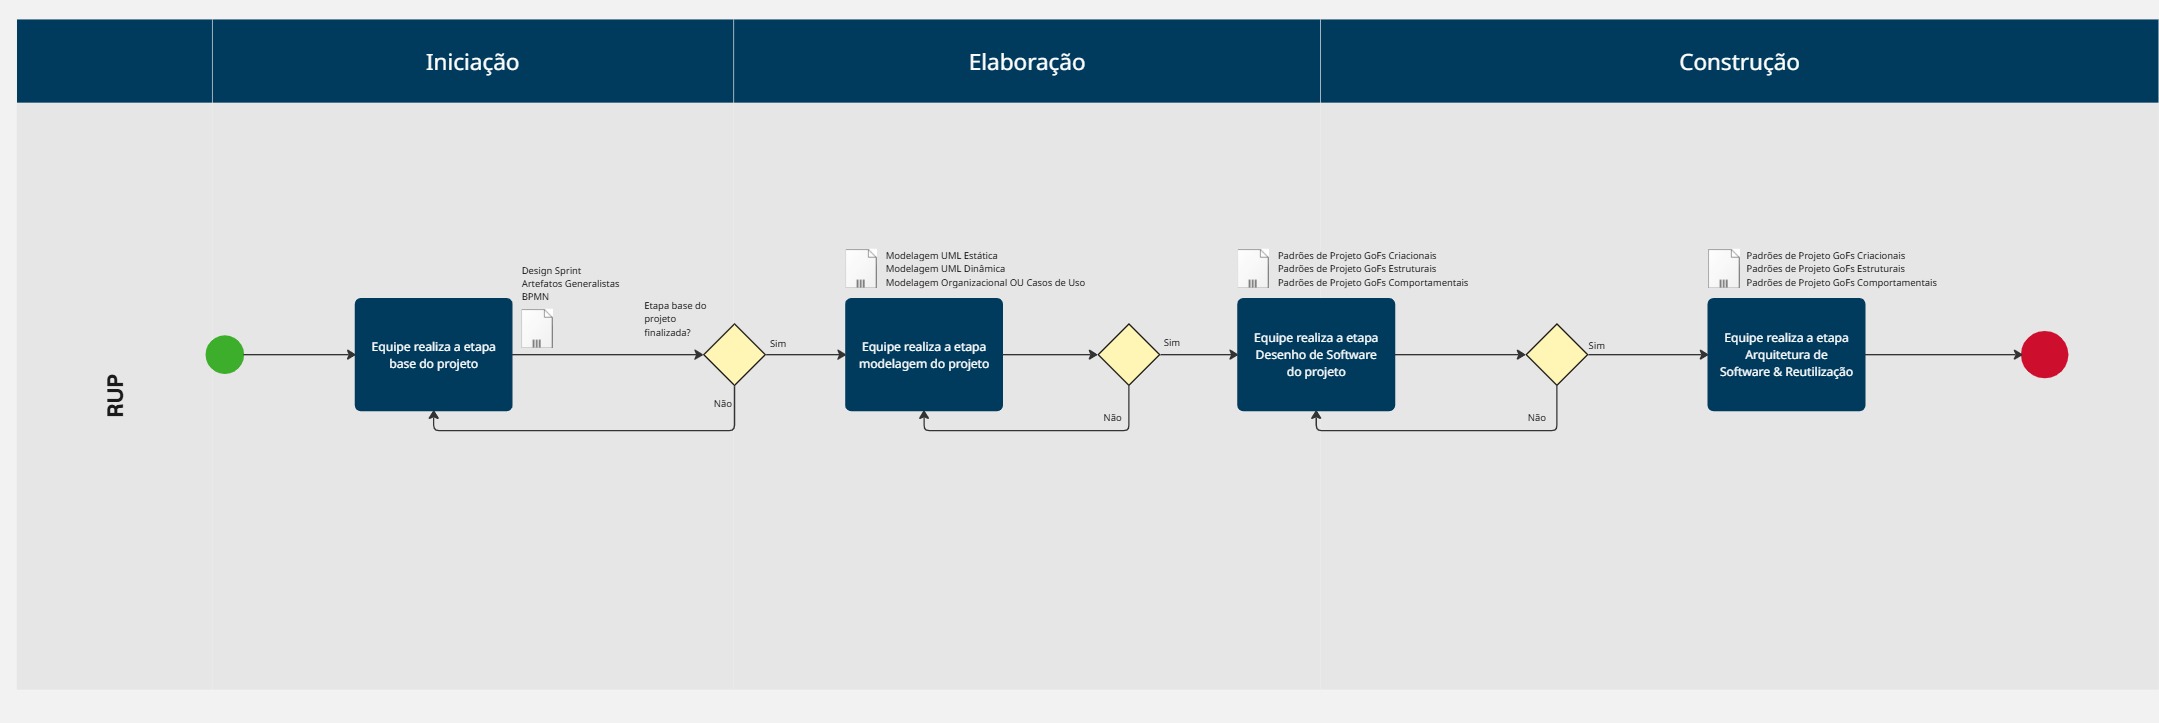 Iniciação
Elaboração
Construção
RUP
Design Sprint
Artefatos Generalistas
BPMN
Equipe realiza a etapa
base do projeto
Etapa base do
projeto
finalizada?
Sim
Não
Modelagem UML Estática
Modelagem UML Dinâmica
Modelagem Organizacional OU Casos de Uso
Equipe realiza a etapa
modelagem do projeto
Sim
Não
Padrões de Projeto GoFs Criacionais
Padrões de Projeto GoFs Estruturais
Padrões de Projeto GoFs Comportamentais
Equipe realiza a etapa
Desenho de Software
do projeto
Sim
Não
Padrões de Projeto GoFs Criacionais
Padrões de Projeto GoFs Estruturais
Padrões de Projeto GoFs Comportamentais
Equipe realiza a etapa
Arquitetura de
Software & Reutilização